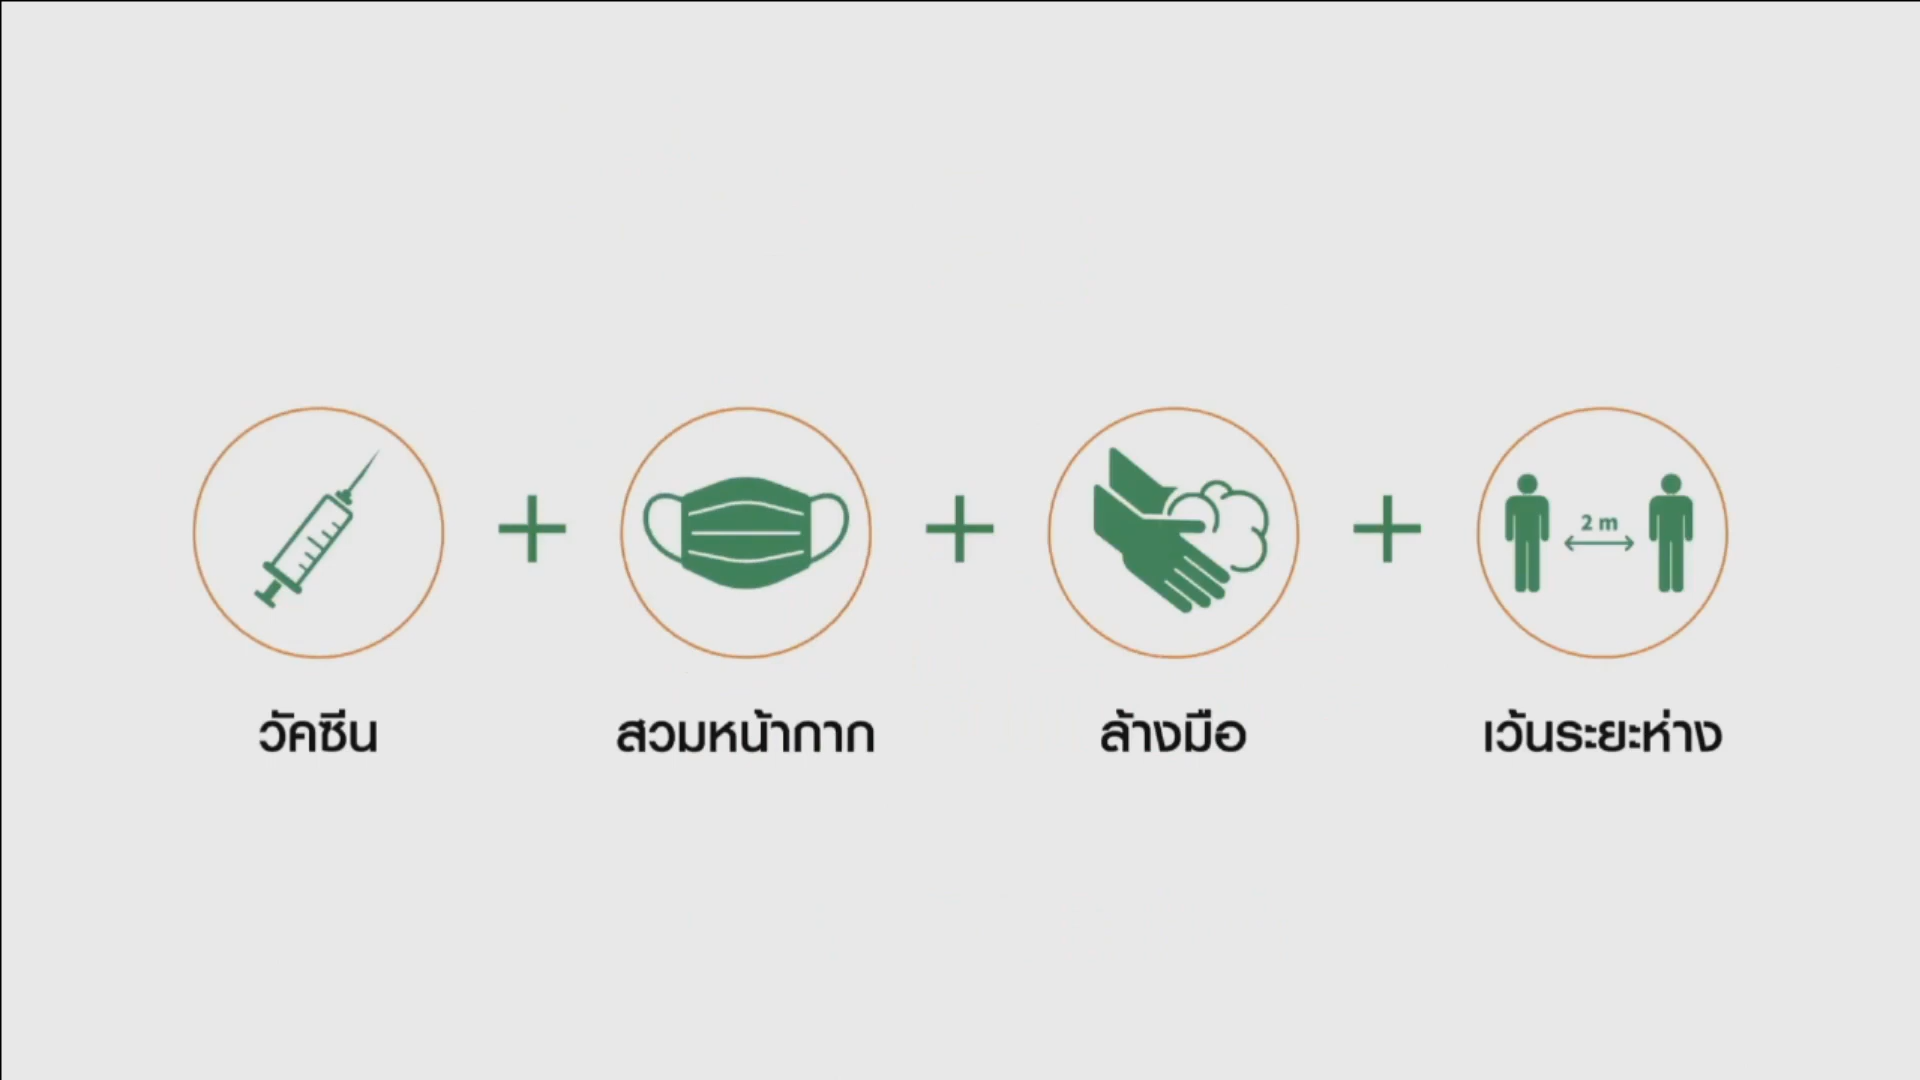 2 m
วัคซีน
สวมหน้ากาก
ล้างมือ
เว้นระยะห่าง